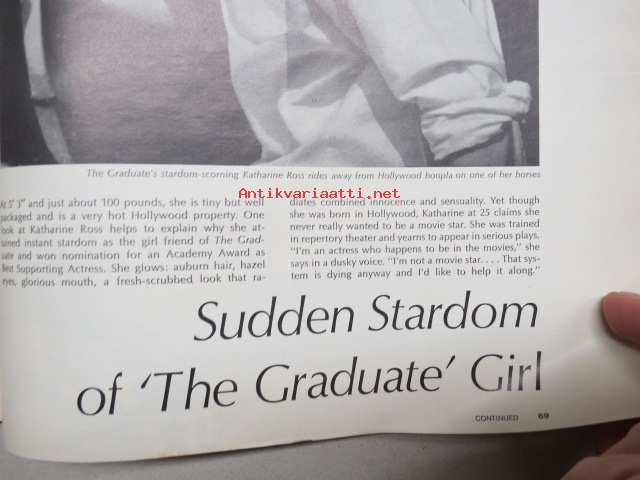 The Graduate's stardom-scorning Katharine Ross rides away from Hollywood hoopla on one of her horses
Antikvariaatti.net
At 5' 3" and just about 100 pounds, she is tiny but well
packaged and is a very hot Hollywood property. One
look at Katharine Ross helps to explain why she at-
tained instant stardom as the girl friend of The Grad-
uate and won nomination for an Academy Award as
Best Supporting Actress. She glows: auburn hair, hazel
eyes, glorious mouth, a fresh-scrubbed look that ra-
diates combined innocence and sensuality. Yet though
she was born in Hollywood, Katharine at 25 claims she
never really wanted to be a movie star. She was trained
in repertory theater and yearns to appear in serious plays.
"I'm an actress who happens to be in the movies," she
says in a dusky voice. "I'm not a movie star. . . . That sys-
tem is dying anyway and I'd like to help it along."
Sudden Stardom
of 'The Graduate' Girl
CONTINUED 69